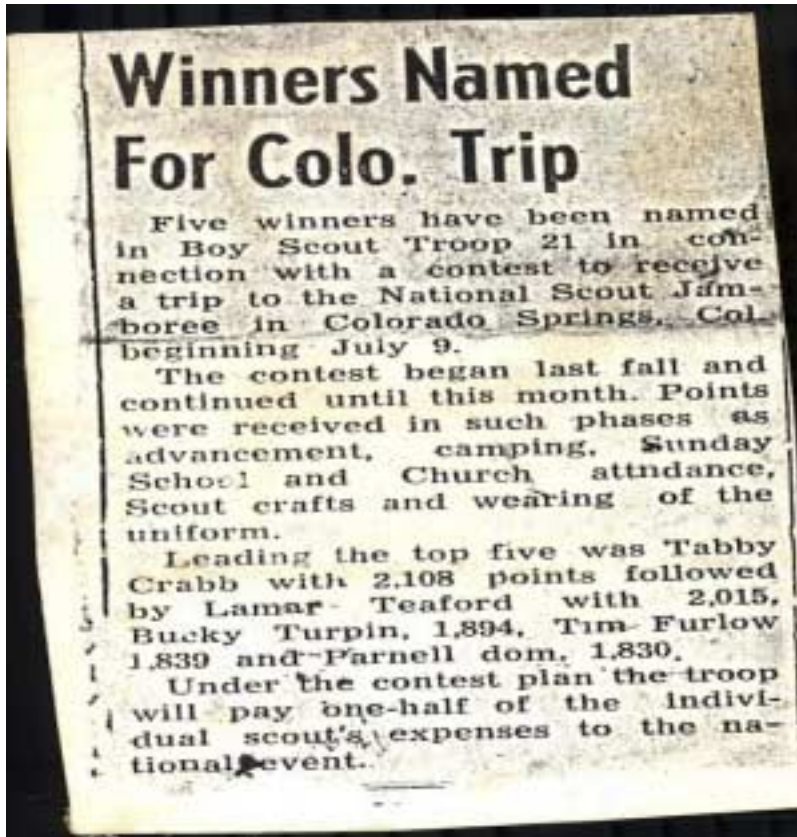 Winners Named
For Colo. Trip
Five winners have been named
in Boy Scout Troop 21 in con-
nection with a contest to receive
a trip to the National Scout Jam-
boree in Colorado Springs, Col.
beginning July 9.
The contest began last fall and
continued until this month. Points
were received in such phases as
advancement, camping, Sunday
School and Church attndance,
Scout crafts and wearing of the
uniform.
Leading the top five was Tabby
Crabb with 2,108 points followed
by Lamar Teaford with 2,015,
Bucky Turpin, 1,894, Tim Furlow
1,839 and Parnell dom, 1,830.
Under the contest plan the troop
will pay one-half of the indivi-
dual scout's expenses to the na-
tional event.